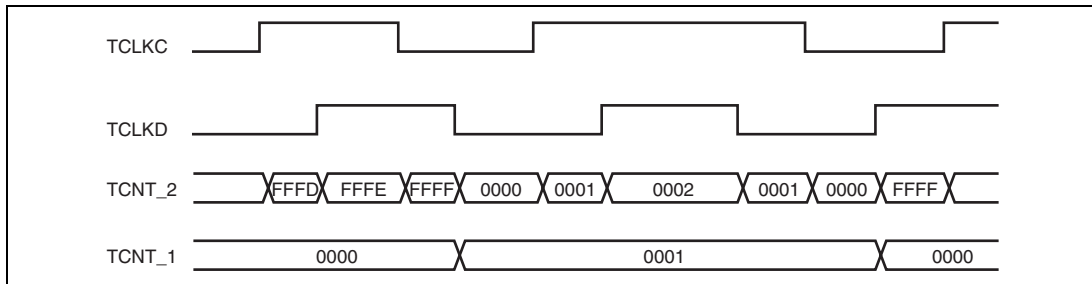 TCLKC
TCLKD
TCNT_2 FFFD FFFE FFFF 0000 0001 0002 0001 0000 FFFF
TCNT_1 0000 0001 0000